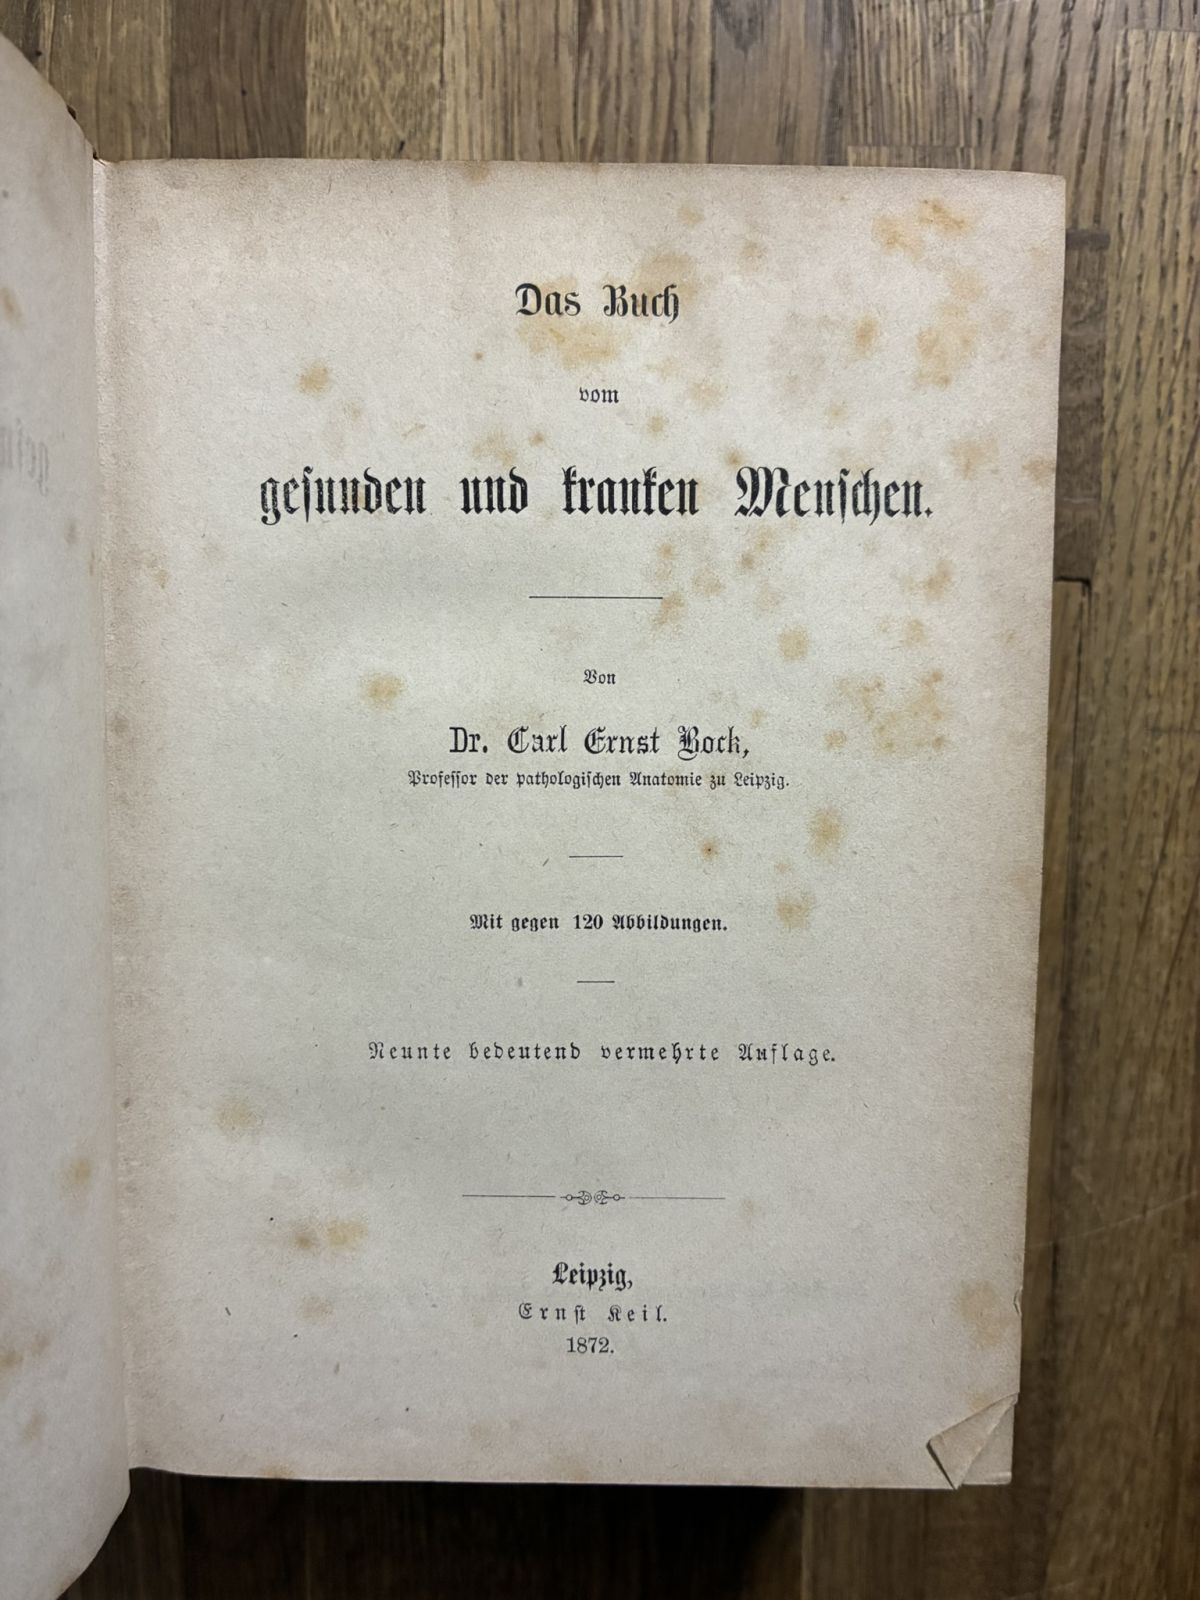 Das Buch
vom
gesunden und kranken Menschen.
Von
Dr. Carl Ernst Bock,
Professor der pathologischen Anatomie zu Leipzig.
Mit gegen 120 Abbildungen.
Neunte bedeutend vermehrte Auflage.
Leipzig,
Ernst Keil.
1872.